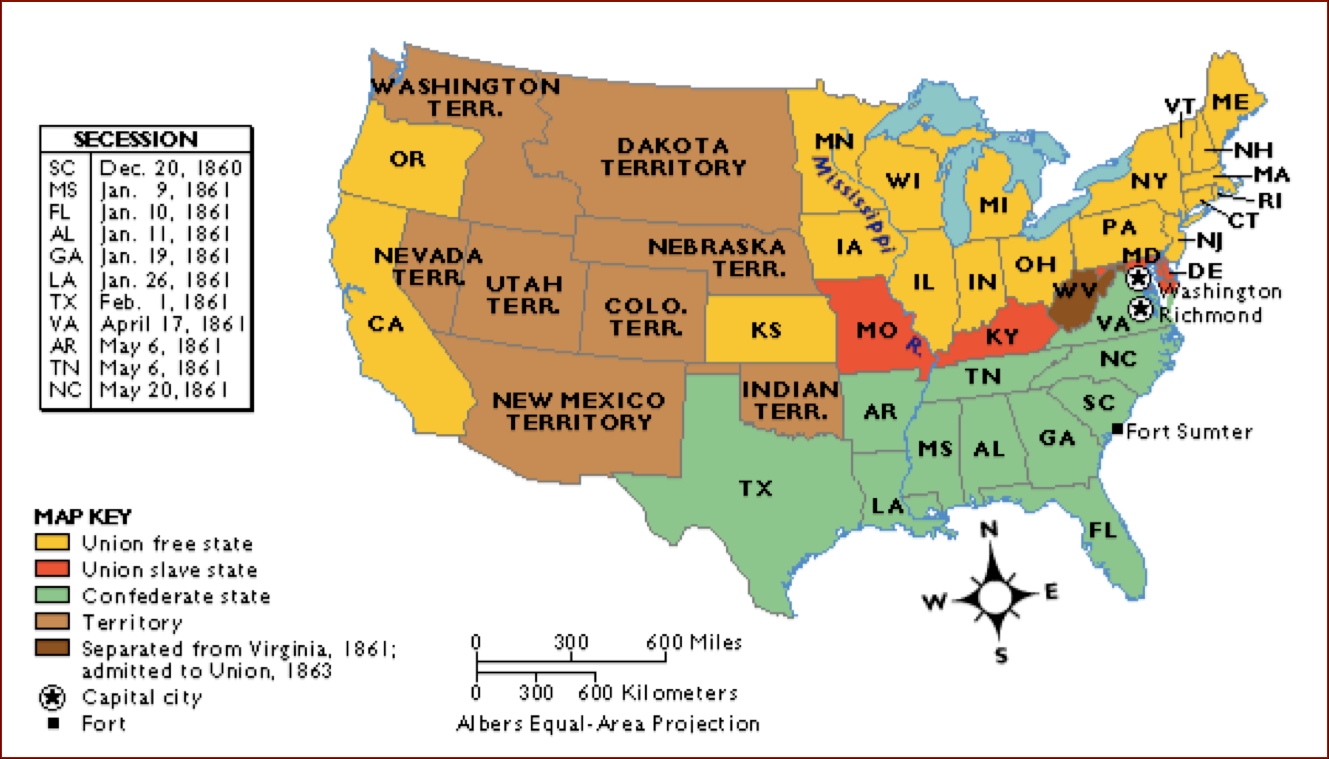 SECESSION
SC Dec. 20, 1860
MS Jan. 9, 1861
FL Jan. 10, 1861
AL Jan. 11, 1861
GA Jan. 19, 1861
LA Jan. 26, 1861
TX Feb. 1, 1861
VA April 17, 1861
AR May 6, 1861
TN May 6, 1861
NC May 20, 1861
WASHINGTON
TERR.
OR
DAKOTA
TERRITORY
MN
Mississippi
R.
WI
MI
VT
ME
NH
MA
RI
CT
NY
PA
NJ
NEVADA
TERR.
UTAH
TERR.
NEBRASKA
TERR.
COLO.
TERR.
IA
IL
IN
OH
WV
MD
DE
Washington
Richmond
CA
KS
MO
KY
VA
NEW MEXICO
TERRITORY
INDIAN
TERR.
AR
TN
NC
SC
Fort Sumter
TX
LA
MS
AL
GA
FL
MAP KEY
Union free state
Union slave state
Confederate state
Territory
Separated from Virginia, 1861;
admitted to Union, 1863
Capital city
Fort
0 300 600 Miles
0 300 600 Kilometers
Albers Equal-Area Projection
N
W
E
S